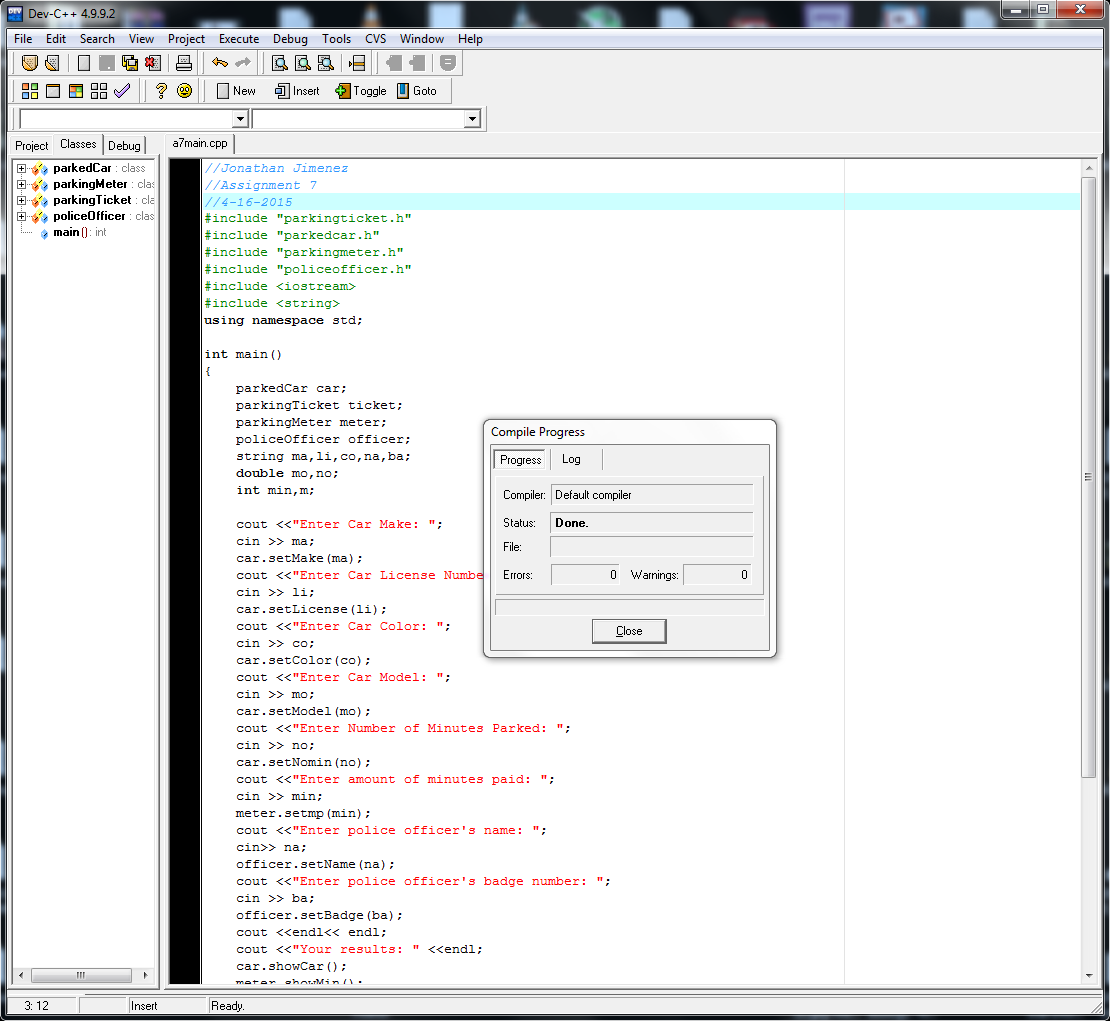 Dev-C++ 4.9.9.2
File Edit Search View Project Execute Debug Tools CVS Window Help
New Insert Toggle Goto
Project Classes Debug
a7main.cpp
parkedCar : class
parkingMeter : clas
parkingTicket : cla
policeOfficer : clas
main() : int
//Jonathan Jimenez
//Assignment 7
//4-16-2015
#include "parkingticket.h"
#include "parkedcar.h"
#include "parkingmeter.h"
#include "policeofficer.h"
#include <iostream>
#include <string>
using namespace std;
int main()
{
parkedCar car;
parkingTicket ticket;
parkingMeter meter;
policeOfficer officer;
string ma,li,co,na,ba;
double mo,no;
int min,m;
cout <<"Enter Car Make: ";
cin >> ma;
car.setMake(ma);
cout <<"Enter Car License Numbe
cin >> li;
car.setLicense(li);
cout <<"Enter Car Color: ";
cin >> co;
car.setColor(co);
cout <<"Enter Car Model: ";
cin >> mo;
car.setModel(mo);
cout <<"Enter Number of Minutes Parked: ";
cin >> no;
car.setNomin(no);
cout <<"Enter amount of minutes paid: ";
cin >> min;
meter.setmp(min);
cout <<"Enter police officer's name: ";
cin>> na;
officer.setName(na);
cout <<"Enter police officer's badge number: ";
cin >> ba;
officer.setBadge(ba);
cout <<endl<< endl;
cout <<"Your results: " <<endl;
car.showCar();
meter.showMin();
Compile Progress
Progress Log
Compiler: Default compiler
Status: Done.
File:
Errors: 0 Warnings: 0
Close
3: 12 Insert Ready.